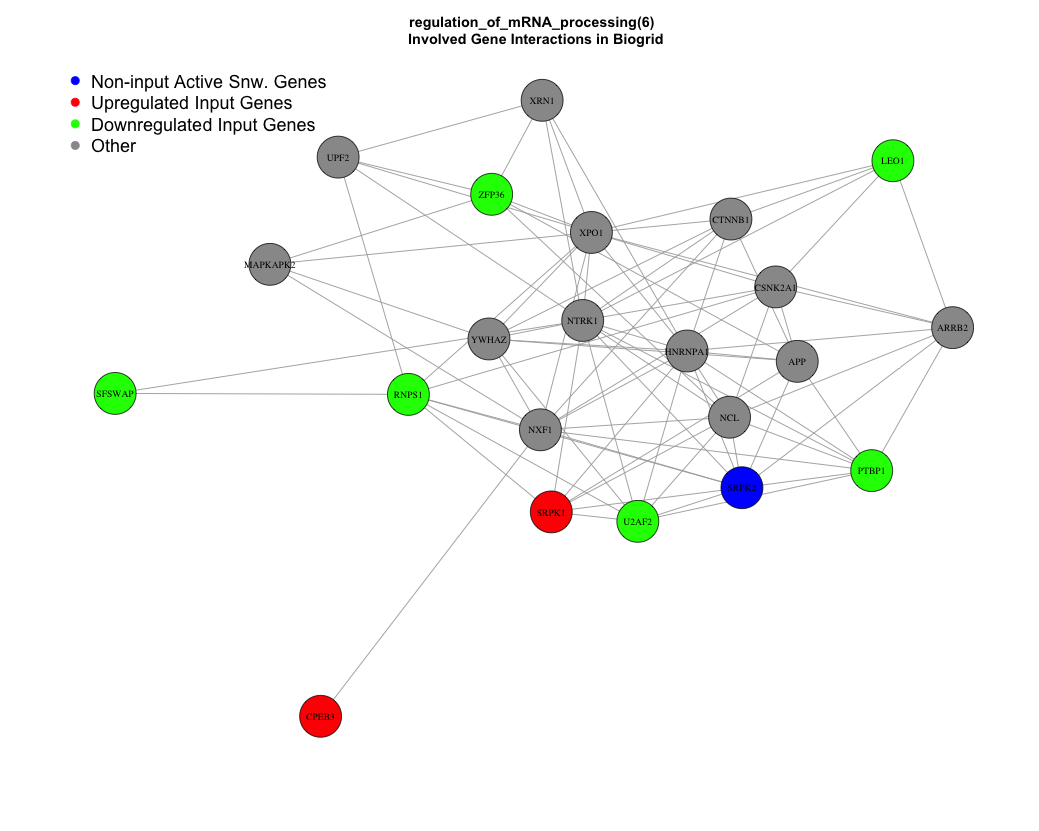 regulation_of_mRNA_processing(6)
Involved Gene Interactions in Biogrid
Non-input Active Snw. Genes
Upregulated Input Genes
Downregulated Input Genes
Other
XRN1
UPF2
LEO1
ZFP36
CTNNB1
XPO1
MAPKAPK2
CSNK2A1
NTRK1
ARRB2
YWHAZ
HNRNPA1
APP
SFSWAP
RNPS1
NCL
NXF1
PTBP1
SRPK2
SRPK1
U2AF2
CPEB3